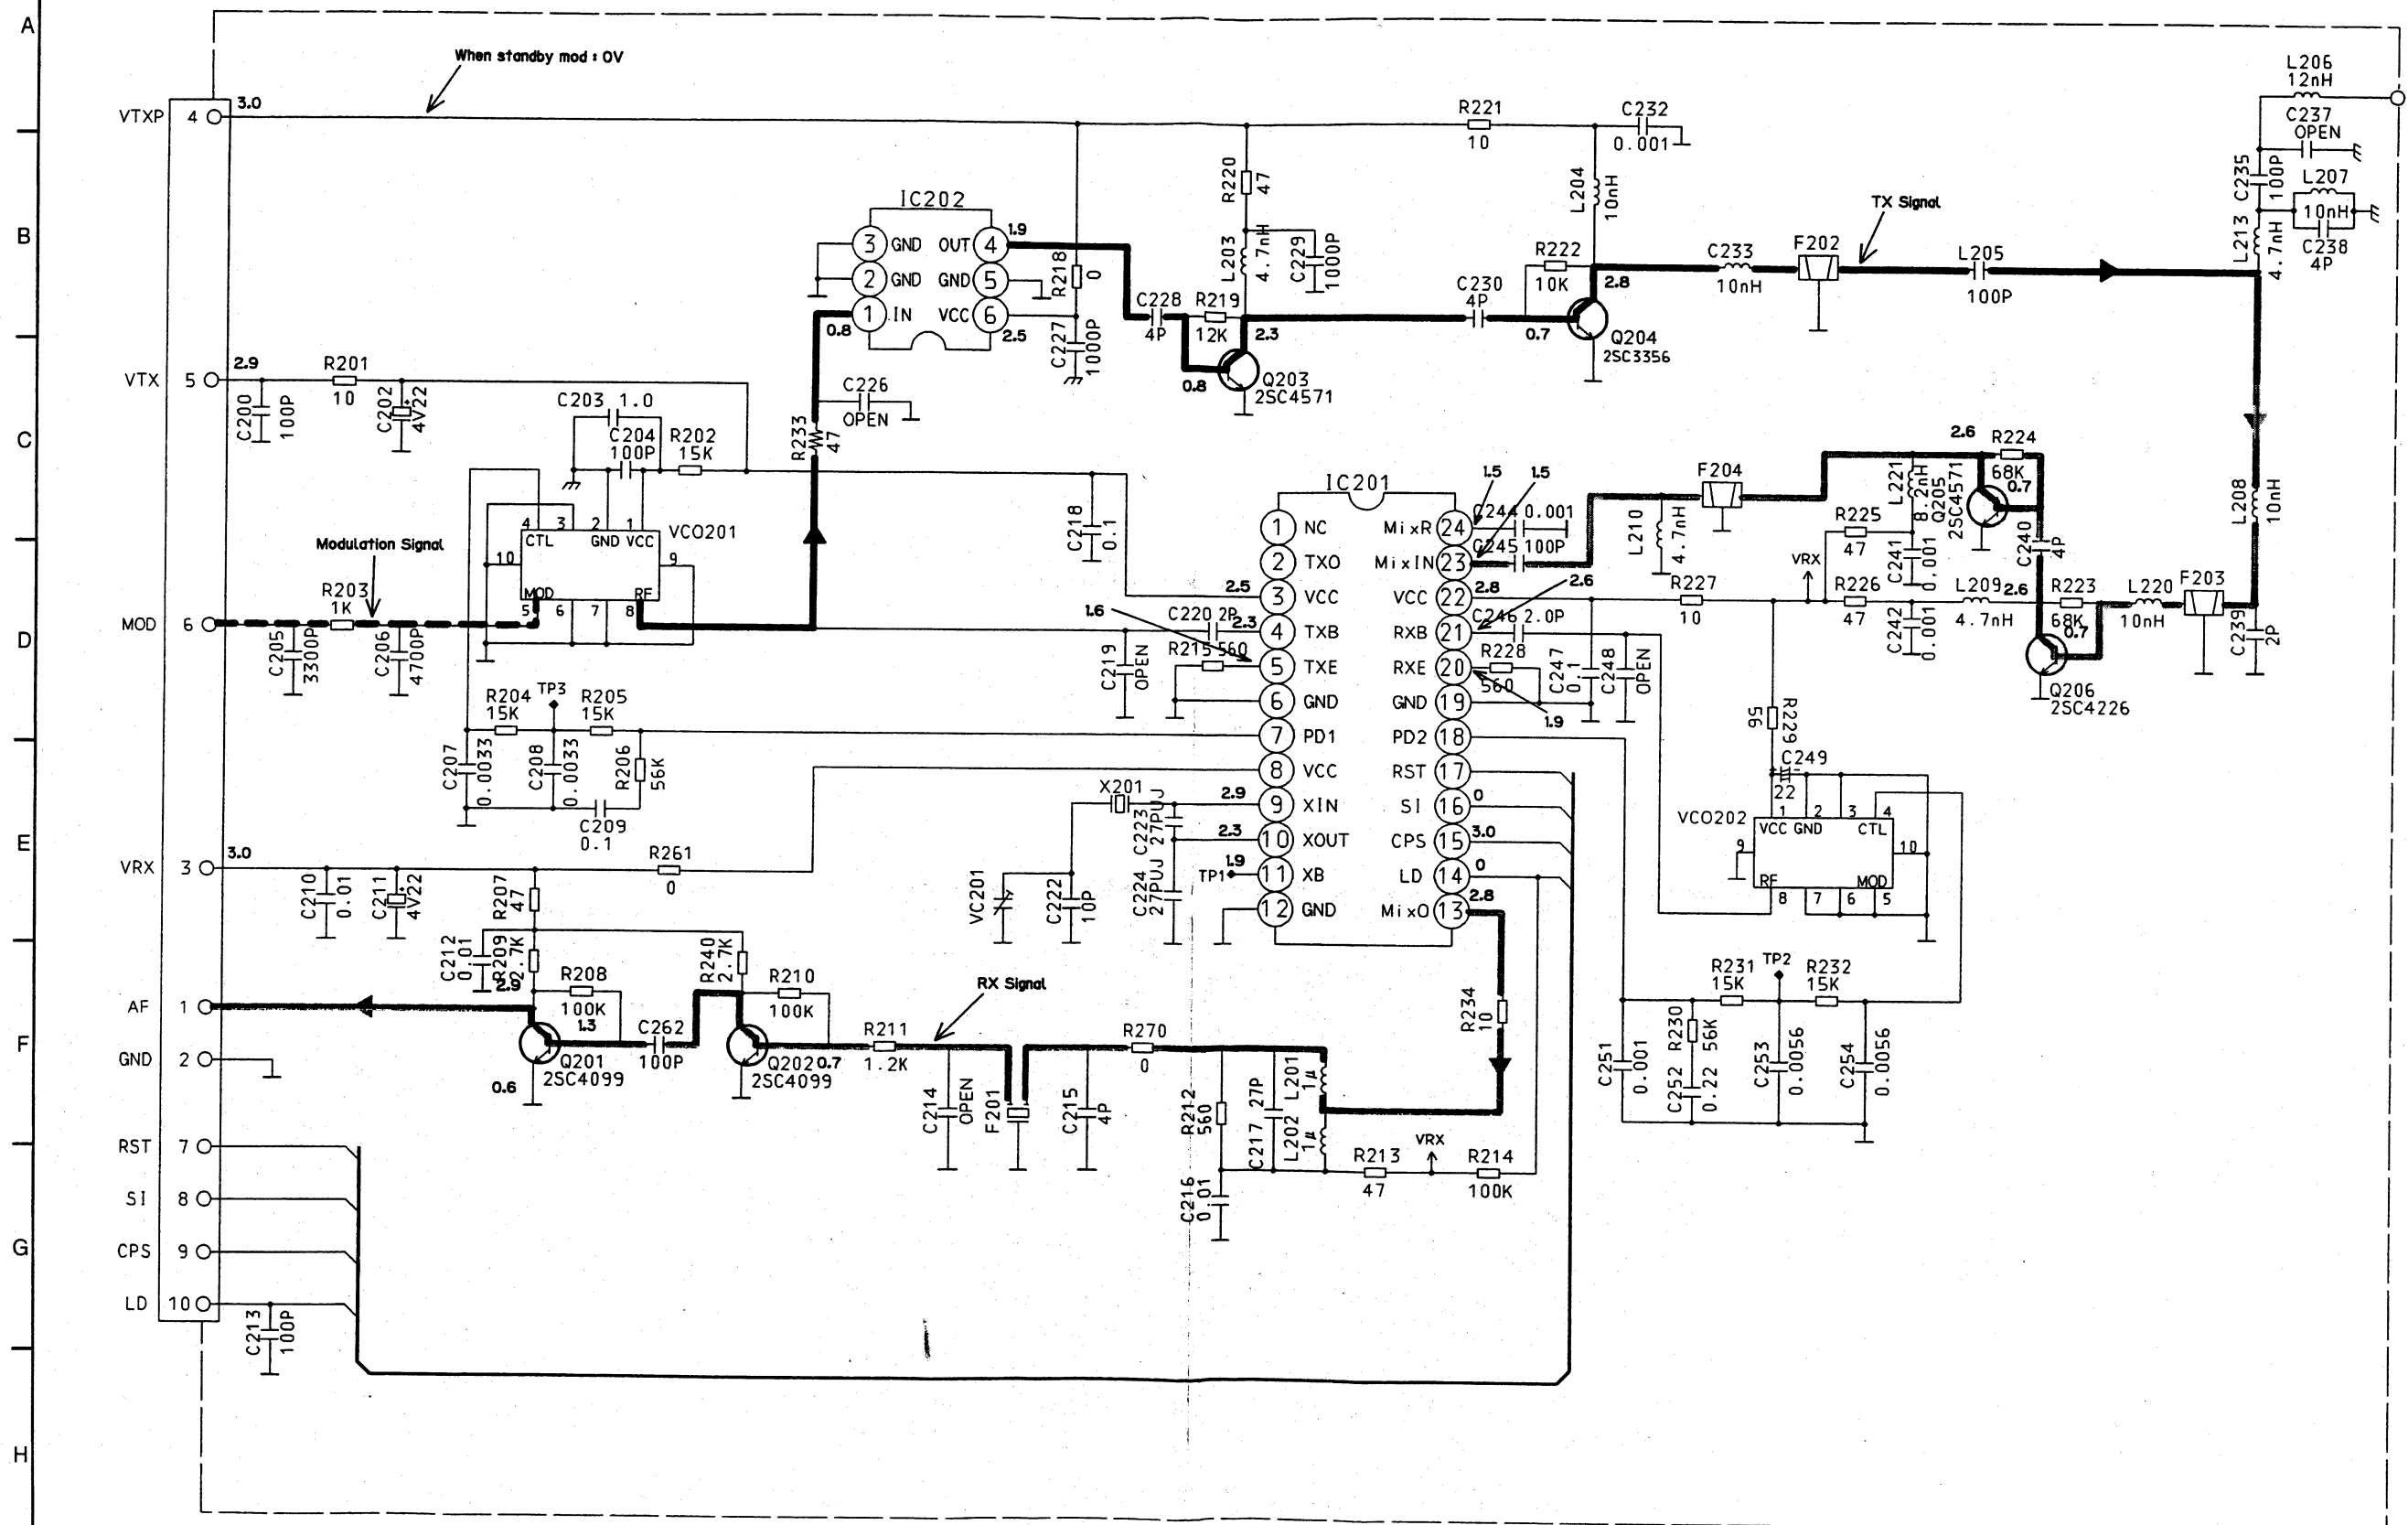 A
B
C
D
E
F
G
H
When standby mod : 0V
VTXP 4 3.0
VTX 5 2.9
MOD 6
VRX 3 3.0
AF 1
GND 2
RST 7
SI 8
CPS 9
LD 10
R221
10
C232
0.001
L206
12nH
C237
OPEN
C235
100P
L207
10nH
C238
4P
L213
4.7nH
R220
47
L204
10nH
TX Signal
IC202
3 GND OUT 4 1.9
2 GND GND 5
1 IN VCC 6
0.8
2.5
R218
0
C227
1000P
L203
4.7nH
C229
1000P
C228
4P
R219
12K
2.3
0.8
Q203
2SC4571
C230
4P
R222
10K
2.8
0.7
Q204
2SC3356
C233
10nH
F202
L205
100P
C200
100P
R201
10
C202
4V22
C203 1.0
C204
100P
R202
15K
C226
OPEN
R233
47
C218
0.1
VCO201
4 3 2 1
CTL GND VCC
10 9
MOD RF
5 6 7 8
Modulation Signal
R203
1K
C205
3300P
C206
4700P
R204
15K
TP3
R205
15K
C207
0.0033
C208
0.0033
R206
56K
C209
0.1
IC201
1 NC MixR 24
2 TXO MixIN 23
3 VCC VCC 22
4 TXB RXB 21
5 TXE RXE 20
6 GND GND 19
7 PD1 PD2 18
8 VCC RST 17
9 XIN SI 16
10 XOUT CPS 15
11 XB LD 14
12 GND MixO 13
1.5
1.5
2.5
2.8
2.6
2.3
1.6
1.9
2.9
0
2.3
3.0
1.9
0
2.8
C244 0.001
C245 100P
C246 2.0P
R228
560
C247
0.1
C248
OPEN
C220 2P
R215 560
C219
OPEN
L210
4.7nH
F204
2.6
R224
68K
0.7
L221
8.2nH
Q205
2SC4571
C240
4P
R225
47
VRX
C241
0.001
R227
10
R226
47
C242
0.001
L209
4.7nH
2.6
R223
68K
0.7
L220
10nH
F203
L208
10nH
C239
2P
Q206
2SC4226
R229
56
C249
22
VCO202
1 2 3 4
VCC GND CTL
9 10
RF MOD
8 7 6 5
X201
C223
27PUJ
C224
27PUJ
TP1
VC201
C222
10P
C210
0.01
C211
4V22
R207
47
R261
0
C212
0.01
R209
2.7K
2.9
R208
100K
1.3
Q201
2SC4099
0.6
C262
100P
R240
2.7K
R210
100K
Q202
2SC4099
0.7
R211
1.2K
RX Signal
C214
OPEN
F201
C215
4P
R270
0
R212
560
C217
27P
L201
1μ
L202
1μ
C216
0.01
R213
47
VRX
R214
100K
R234
10
R231
15K
TP2
R232
15K
C251
0.001
R230
56K
C252
0.22
C253
0.0056
C254
0.0056
C213
100P